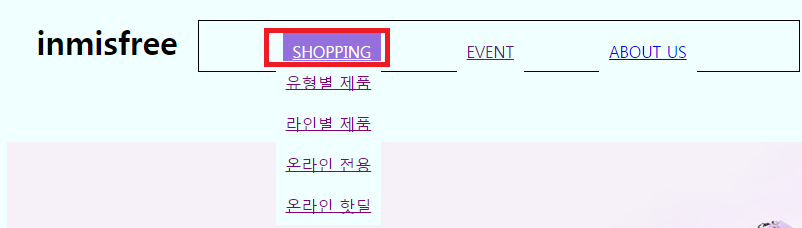 inmisfree
SHOPPING EVENT ABOUT US
유형별 제품
라인별 제품
온라인 전용
온라인 핫딜